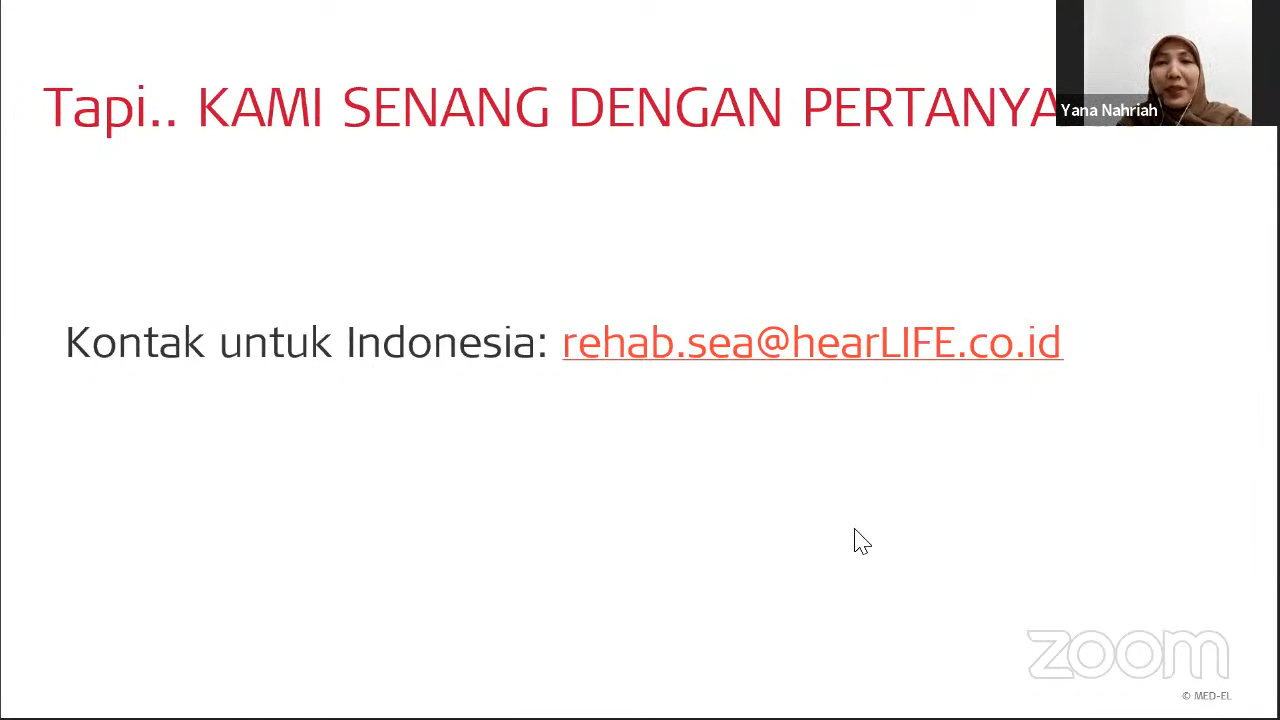 Tapi.. KAMI SENANG DENGAN PERTANYA
Yana Nahriah
Kontak untuk Indonesia: rehab.sea@hearLIFE.co.id
zoom
© MED-EL